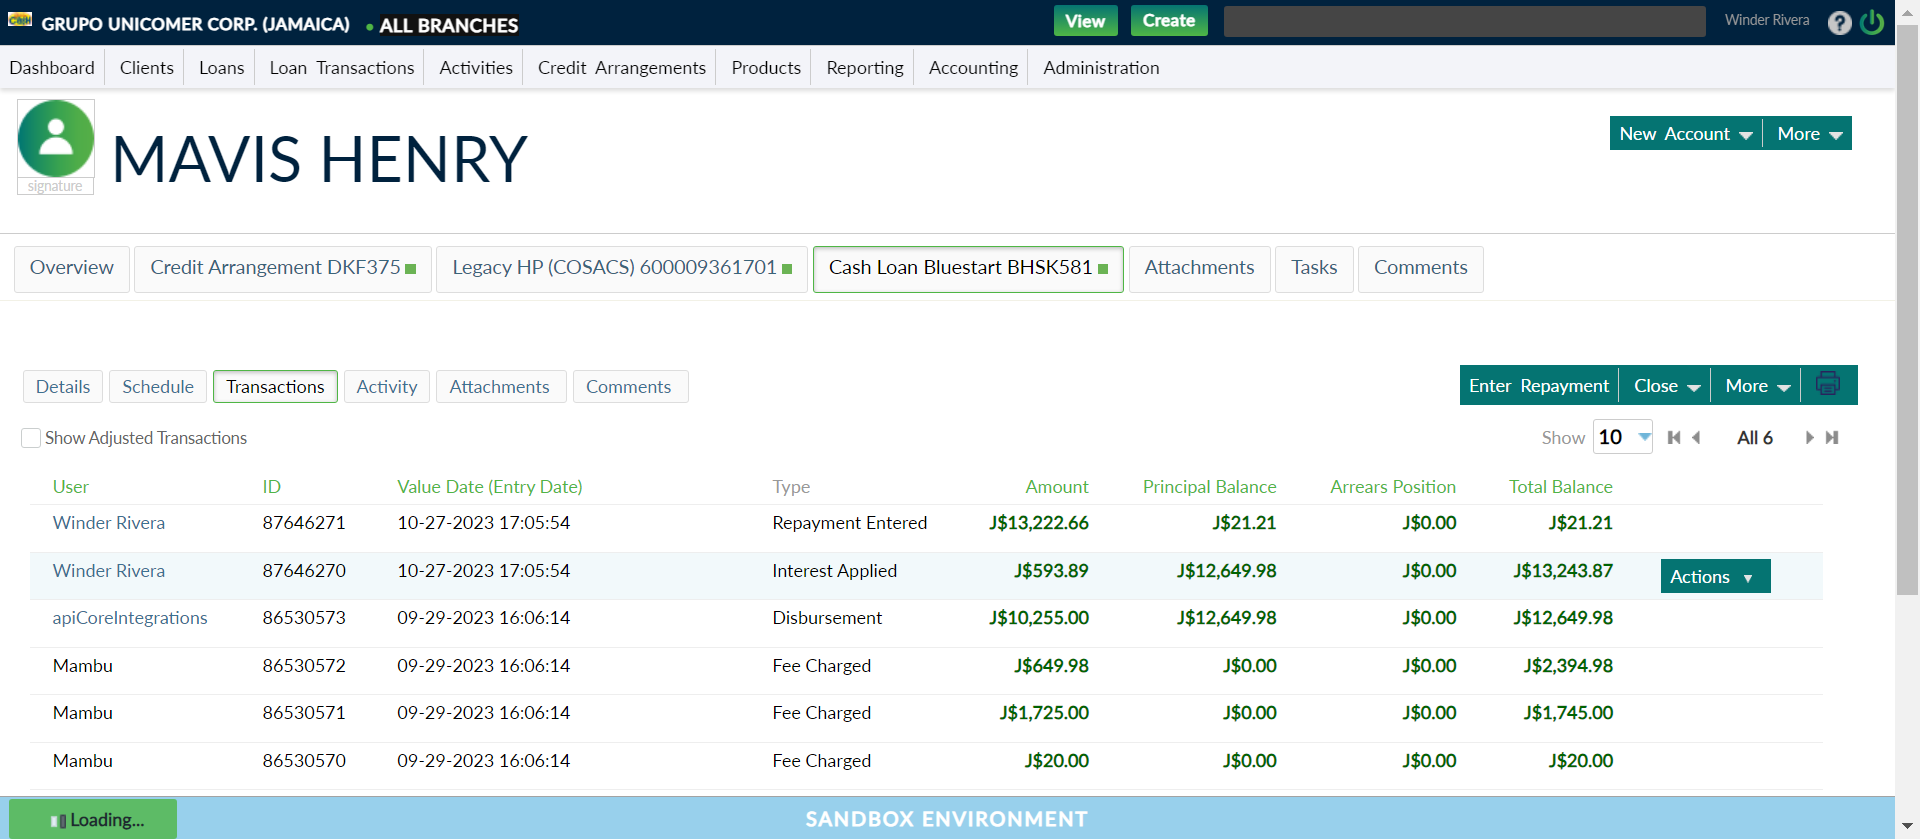 Cash GRUPO UNICOMER CORP. (JAMAICA) • ALL BRANCHES View Create Winder Rivera ?
Dashboard Clients Loans Loan Transactions Activities Credit Arrangements Products Reporting Accounting Administration
MAVIS HENRY
New Account More
signature
Overview Credit Arrangement DKF375 Legacy HP (COSACS) 600009361701 Cash Loan Bluestart BHSK581 Attachments Tasks Comments
Details Schedule Transactions Activity Attachments Comments Enter Repayment Close More
Show Adjusted Transactions Show 10 All 6
User ID Value Date (Entry Date) Type Amount Principal Balance Arrears Position Total Balance
Winder Rivera 87646271 10-27-2023 17:05:54 Repayment Entered J$13,222.66 J$21.21 J$0.00 J$21.21
Winder Rivera 87646270 10-27-2023 17:05:54 Interest Applied J$593.89 J$12,649.98 J$0.00 J$13,243.87 Actions
apiCoreIntegrations 86530573 09-29-2023 16:06:14 Disbursement J$10,255.00 J$12,649.98 J$0.00 J$12,649.98
Mambu 86530572 09-29-2023 16:06:14 Fee Charged J$649.98 J$0.00 J$0.00 J$2,394.98
Mambu 86530571 09-29-2023 16:06:14 Fee Charged J$1,725.00 J$0.00 J$0.00 J$1,745.00
Mambu 86530570 09-29-2023 16:06:14 Fee Charged J$20.00 J$0.00 J$0.00 J$20.00
Loading... SANDBOX ENVIRONMENT